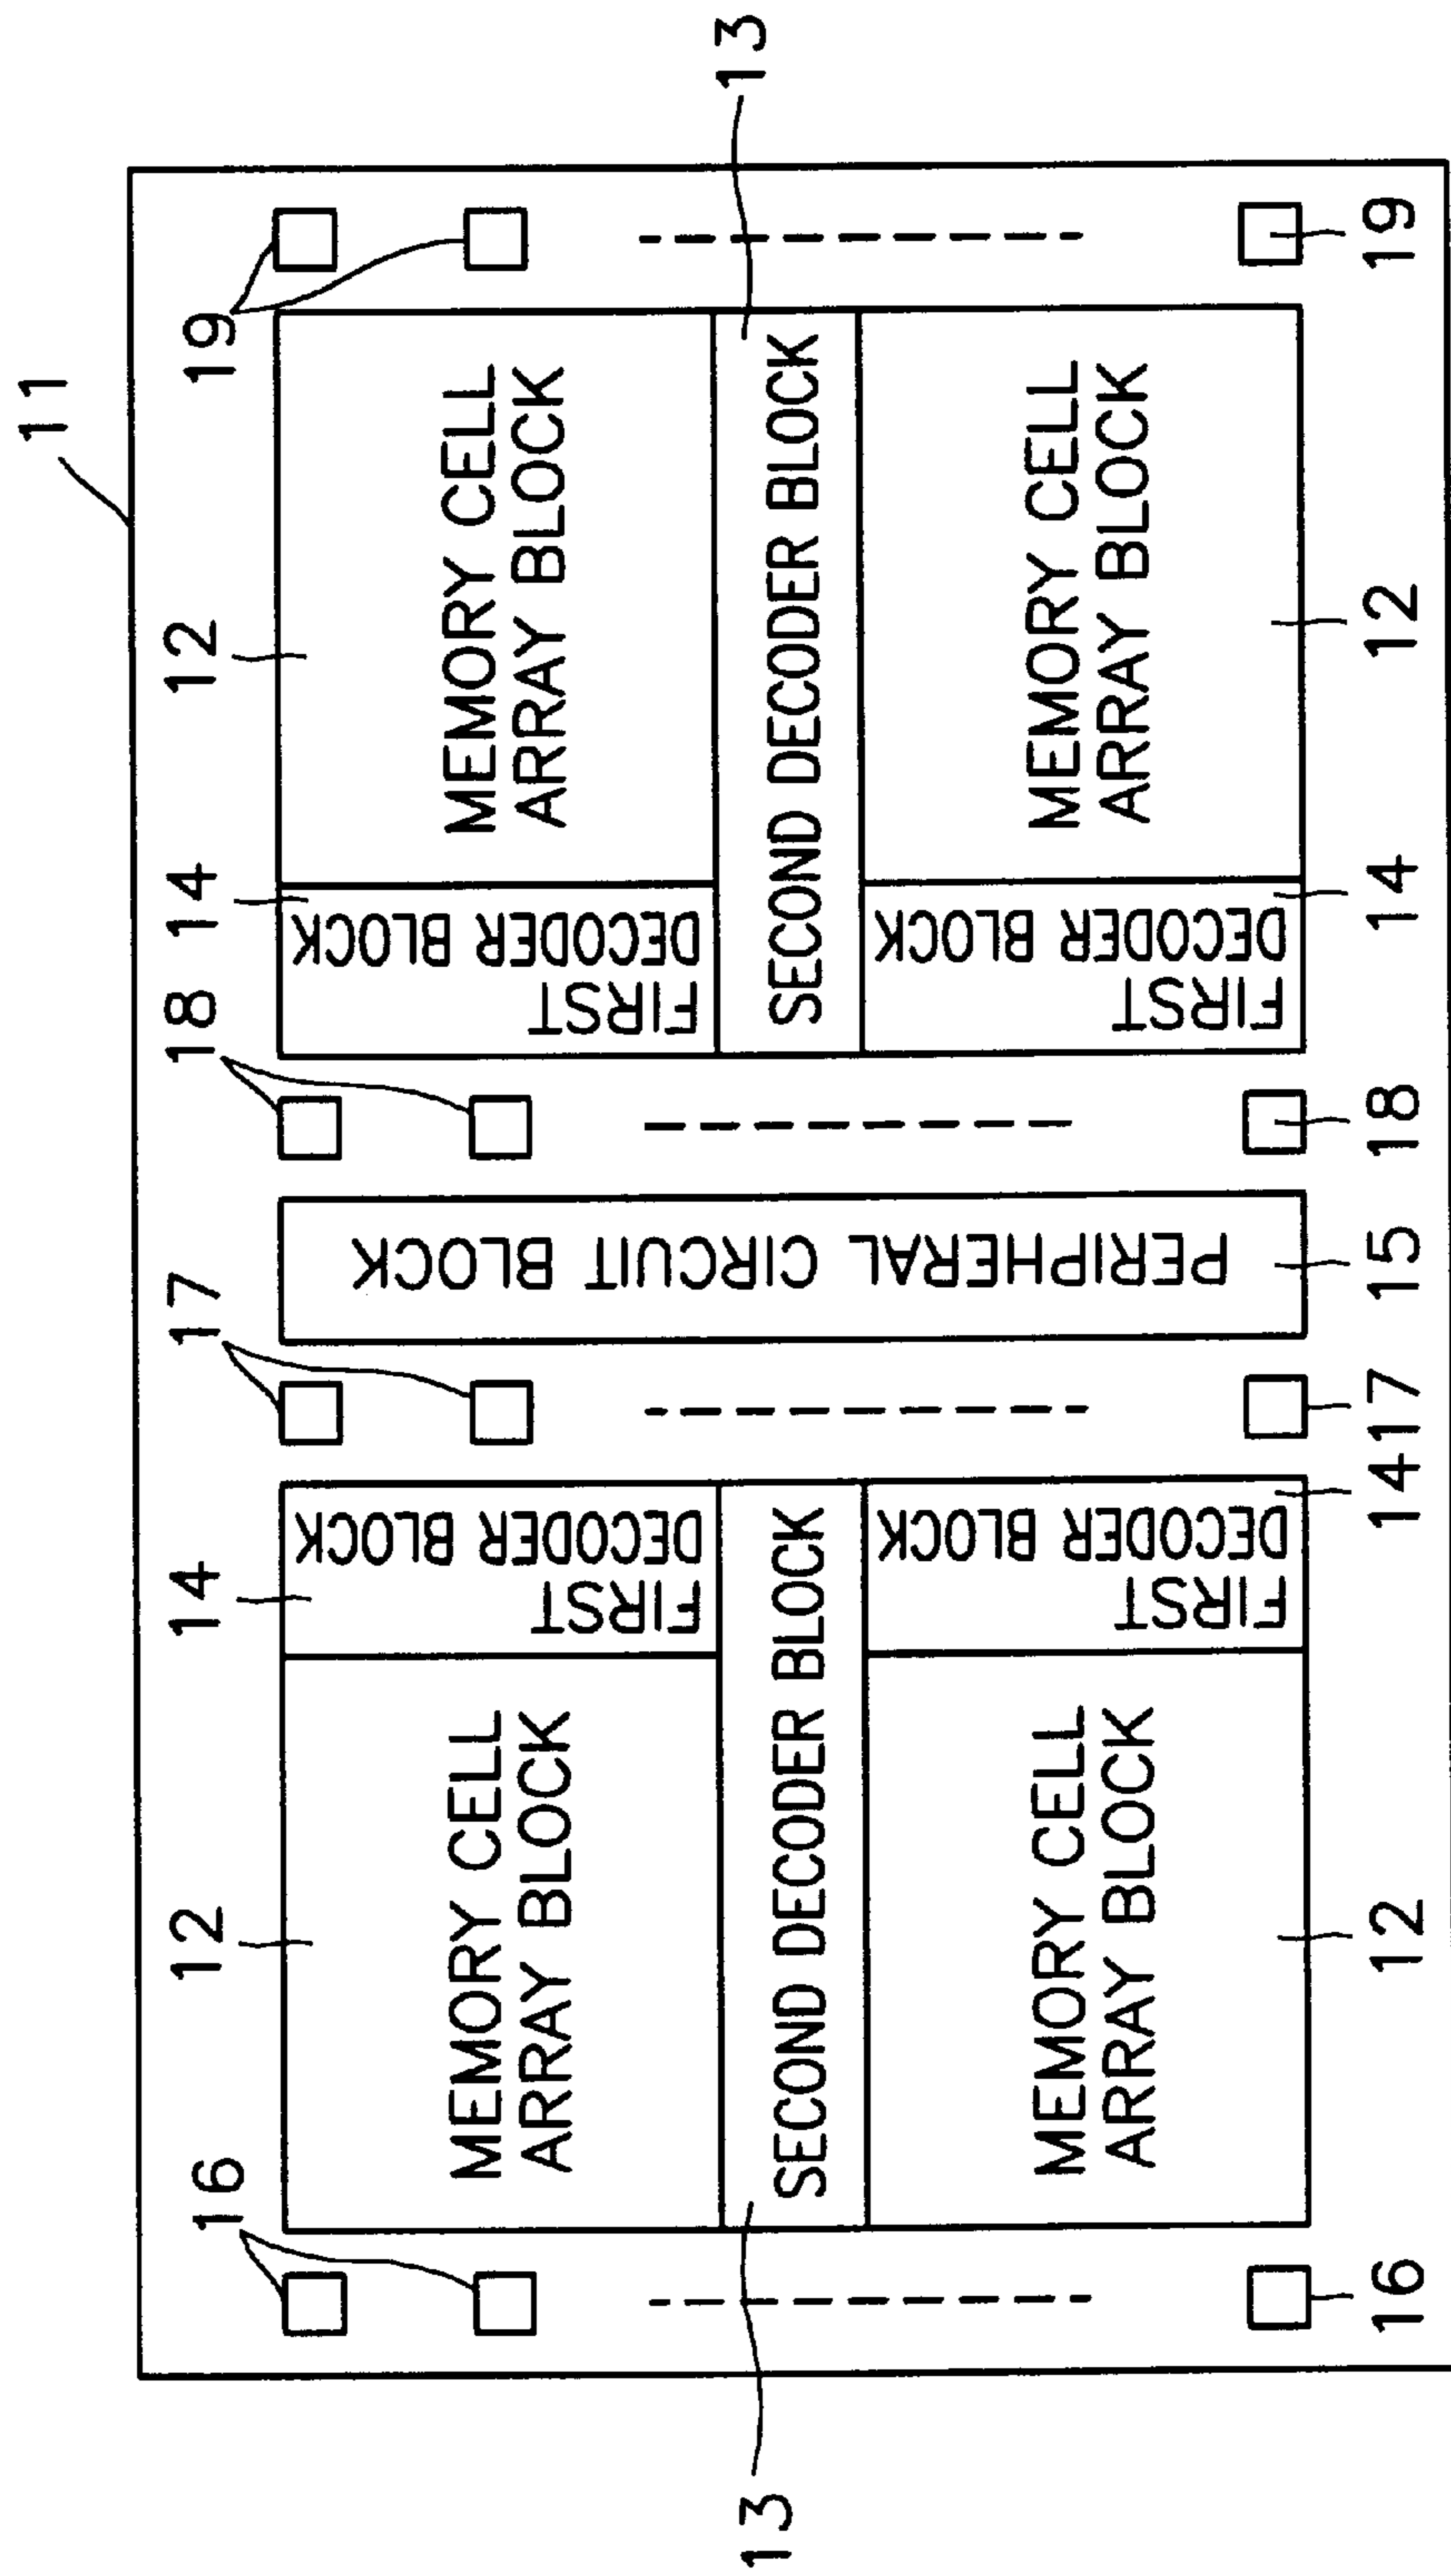 11
16
12
14
17
18
14
12
19
MEMORY CELL
ARRAY BLOCK
FIRST
DECODER BLOCK
FIRST
DECODER BLOCK
MEMORY CELL
ARRAY BLOCK
13
SECOND DECODER BLOCK
PERIPHERAL CIRCUIT BLOCK
SECOND DECODER BLOCK
13
MEMORY CELL
ARRAY BLOCK
FIRST
DECODER BLOCK
FIRST
DECODER BLOCK
MEMORY CELL
ARRAY BLOCK
16
12
14
17
15
18
14
12
19